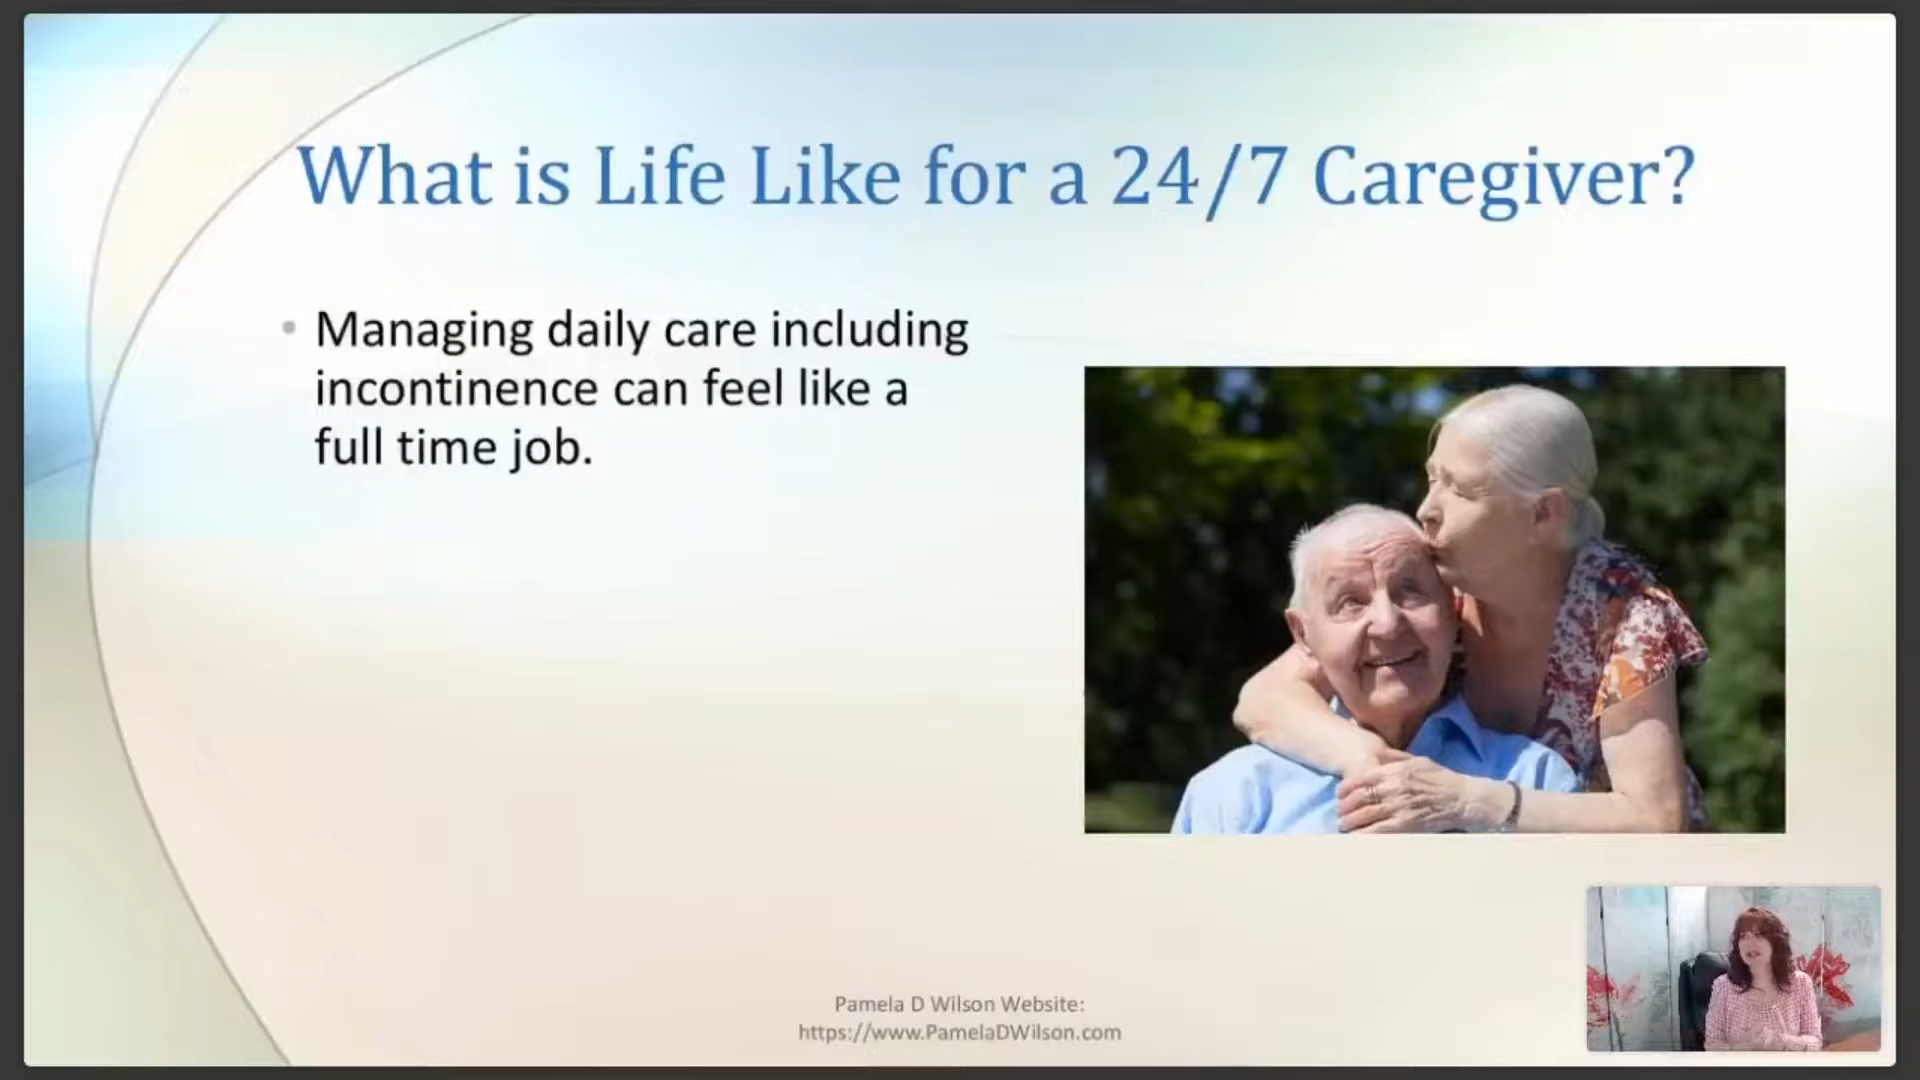 What is Life Like for a 24/7 Caregiver?
• Managing daily care including
incontinence can feel like a
full time job.
Pamela D Wilson Website:
https://www.PamelaDWilson.com